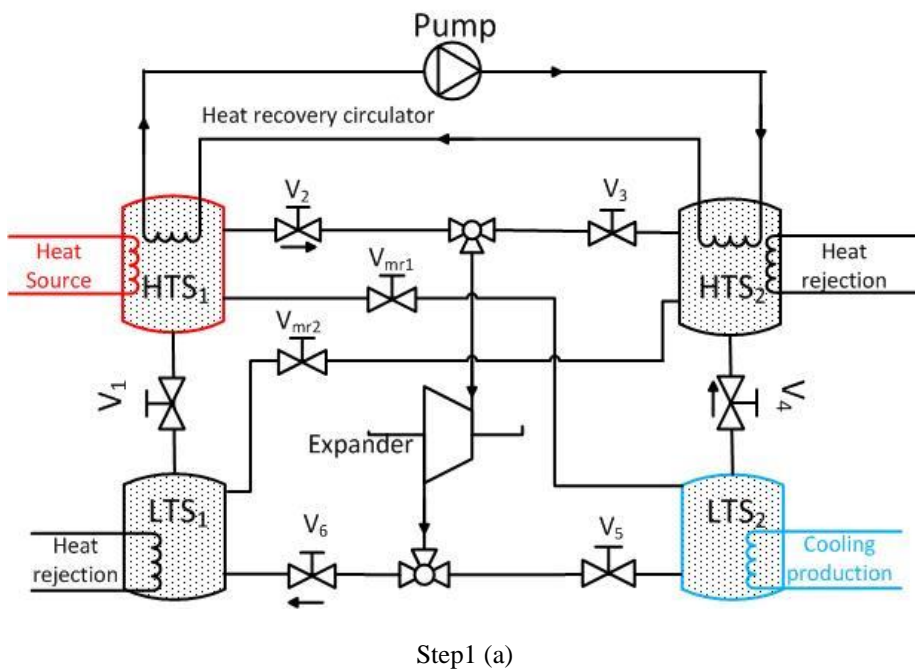 Pump
Heat recovery circulator
V2
V3
Heat
Source
HTS1
Vmr1
HTS2
Heat
rejection
Vmr2
V1
V4
Expander
LTS1
LTS2
Heat
rejection
V6
V5
Cooling
production
Step1 (a)